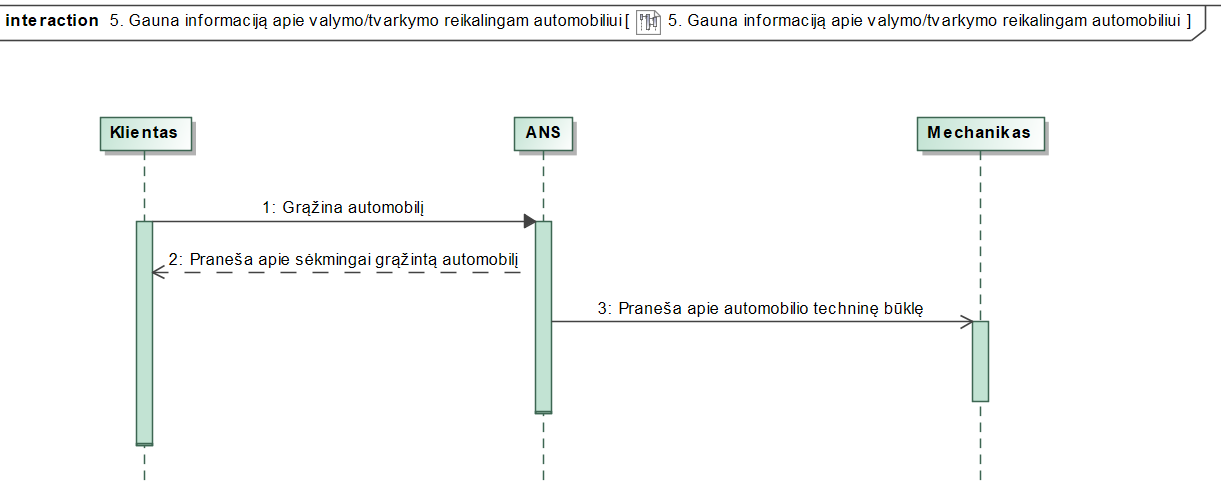 interaction 5. Gauna informaciją apie valymo/tvarkymo reikalingam automobiliui [ 5. Gauna informaciją apie valymo/tvarkymo reikalingam automobiliui ]
Klientas ANS Mechanikas
1: Grąžina automobilį
2: Praneša apie sėkmingai grąžintą automobilį
3: Praneša apie automobilio techninę būklę